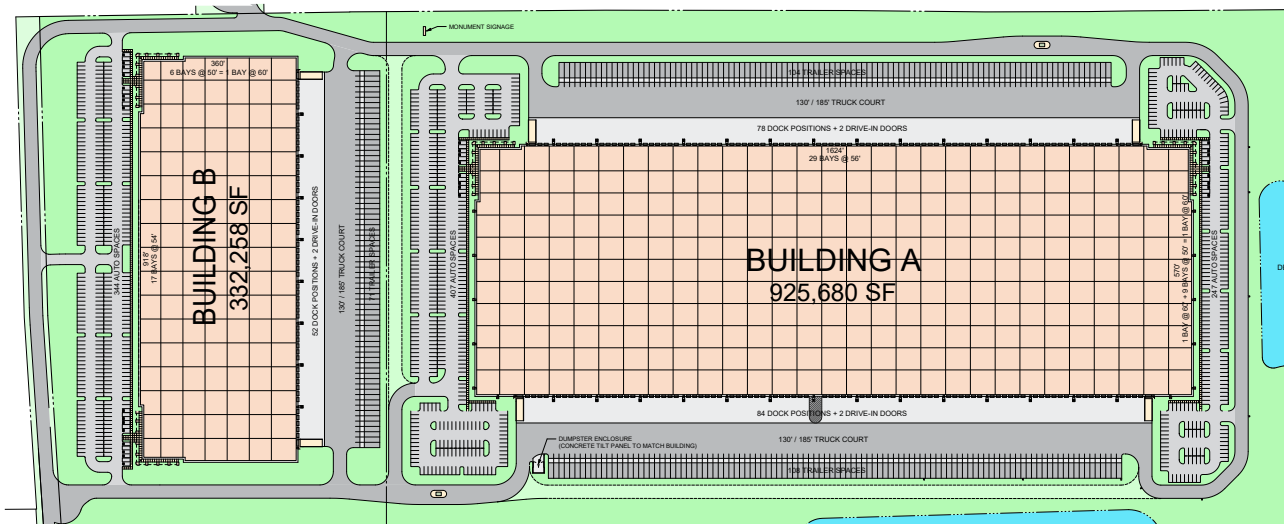 MONUMENT SIGNAGE
360'
6 BAYS @ 50' = 1 BAY @ 60'
BUILDING B
332,258 SF
918'
17 BAYS @ 54'
344 AUTO SPACES
52 DOCK POSITIONS + 2 DRIVE-IN DOORS
130' / 185' TRUCK COURT
71 TRAILER SPACES
407 AUTO SPACES
104 TRAILER SPACES
130' / 185' TRUCK COURT
78 DOCK POSITIONS + 2 DRIVE-IN DOORS
1624'
29 BAYS @ 56'
BUILDING A
925,680 SF
570'
1 BAY @ 60' + 9 BAYS @ 50' = 1 BAY @ 60'
247 AUTO SPACES
84 DOCK POSITIONS + 2 DRIVE-IN DOORS
130' / 185' TRUCK COURT
108 TRAILER SPACES
DUMPSTER ENCLOSURE
(CONCRETE TILT PANEL TO MATCH BUILDING)